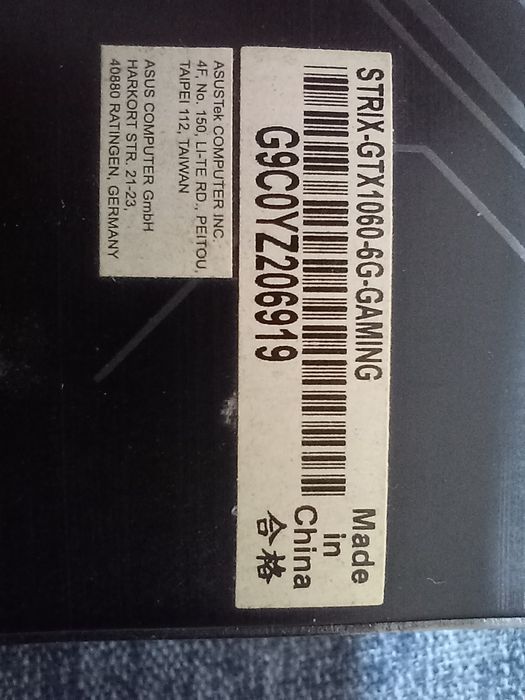 STRIX-GTX1060-6G-GAMING
G9C0YZ206919
Made
in
China
合格
ASUSTek COMPUTER INC.
4F, No. 150, LI-TE RD., PEITOU,
TAIPEI 112, TAIWAN
ASUS COMPUTER GmbH
HARKORT STR. 21-23,
40880 RATINGEN, GERMANY